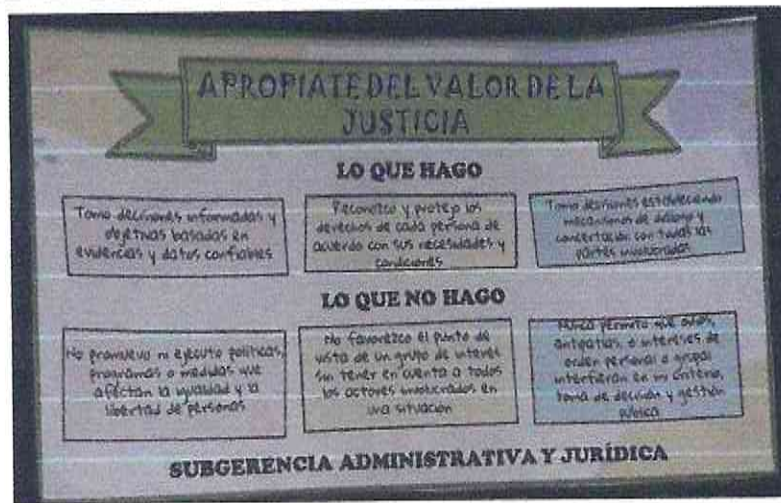 APROPIATE DEL VALOR DE LA
JUSTICIA
LO QUE HAGO
Tomo decisiones informadas y
objetivas basadas en
evidencias y datos confiables
Reconozco y protejo los
derechos de cada persona de
acuerdo con sus necesidades y
condiciones
Tomo decisiones estableciendo
mecanismos de diálogo y
concertación con todas las
partes involucradas
LO QUE NO HAGO
No promuevo ni ejecuto políticas,
programas o medidas que
afectan la igualdad y la
libertad de personas
No favorezco el punto de
vista de un grupo de interés
sin tener en cuenta a todos
los actores involucrados en
una situación
Nunca permito que odios,
antipatías, o intereses de
orden personal o grupal
interfieran en mi criterio,
toma de decisión y gestión
pública
SUBGERENCIA ADMINISTRATIVA Y JURÍDICA